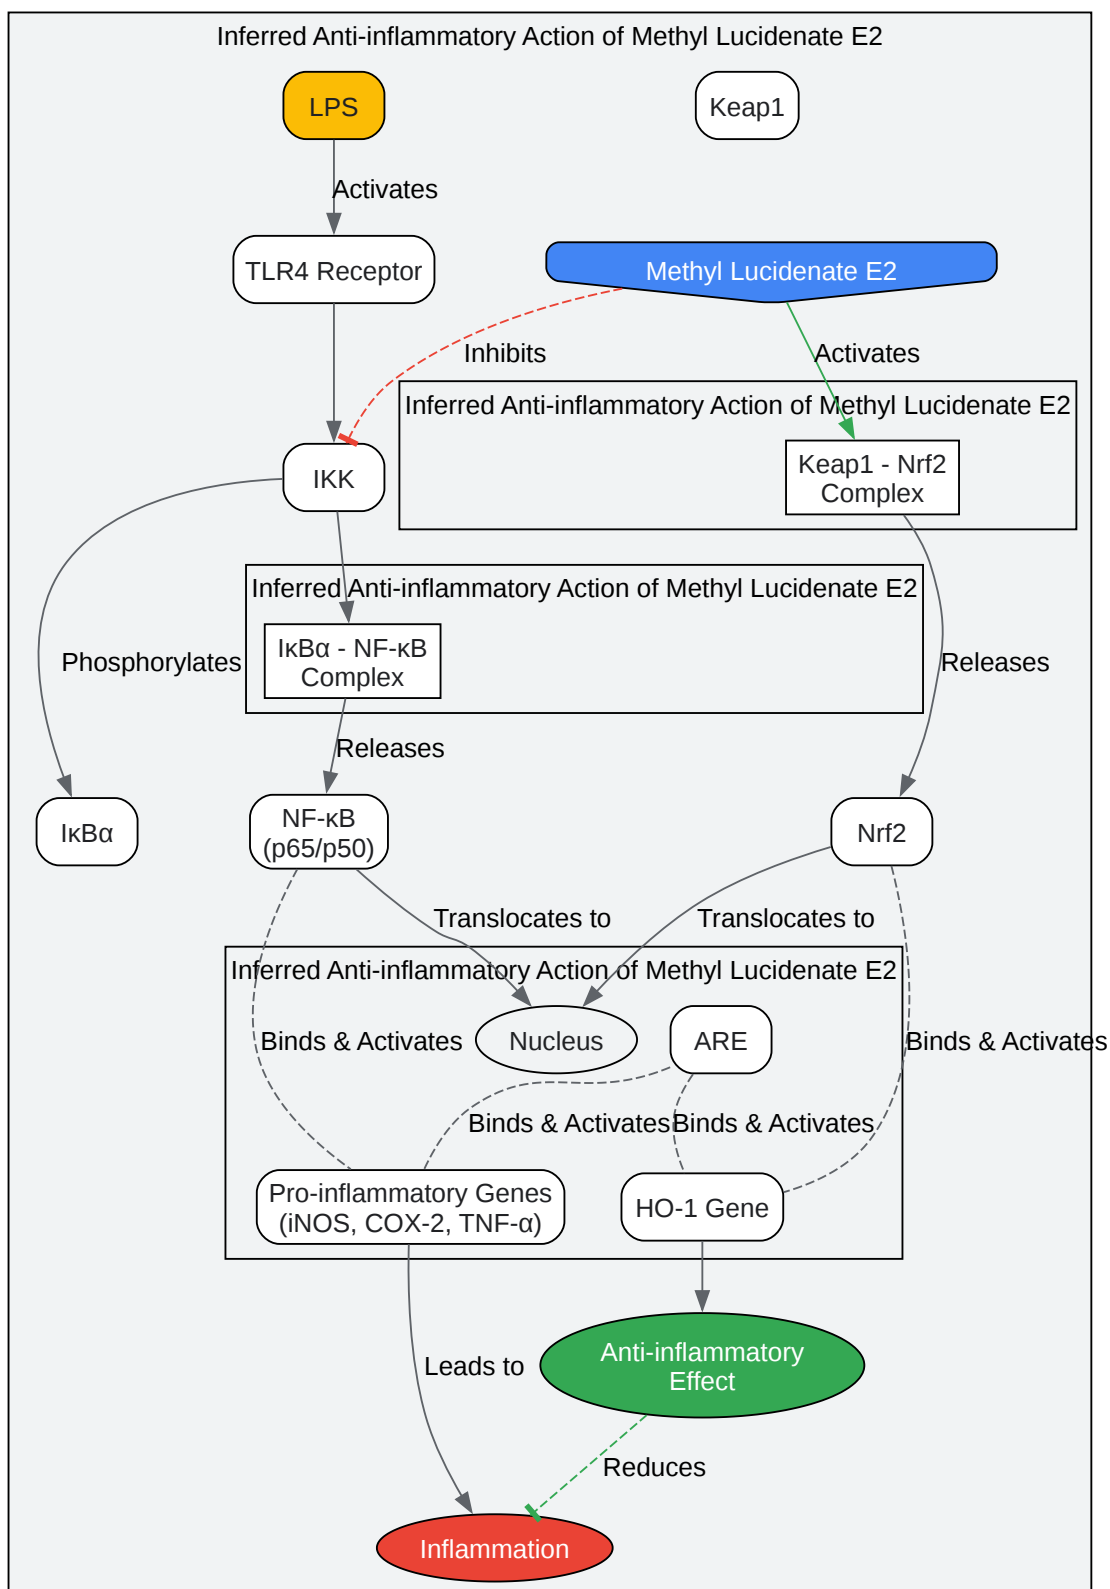 Inferred Anti-inflammatory Action of Methyl Lucidenate E2
LPS
Keap1
Activates
TLR4 Receptor
Methyl Lucidenate E2
Inhibits
Activates
Inferred Anti-inflammatory Action of Methyl Lucidenate E2
IKK
Keap1 - Nrf2
Complex
Inferred Anti-inflammatory Action of Methyl Lucidenate E2
IκBα - NF-κB
Complex
Phosphorylates
Releases
Releases
IκBα
NF-κB
(p65/p50)
Nrf2
Translocates to
Translocates to
Inferred Anti-inflammatory Action of Methyl Lucidenate E2
Binds & Activates
Nucleus
ARE
Binds & Activates
Binds & Activates
Binds & Activates
Pro-inflammatory Genes
(iNOS, COX-2, TNF-α)
HO-1 Gene
Leads to
Anti-inflammatory
Effect
Reduces
Inflammation